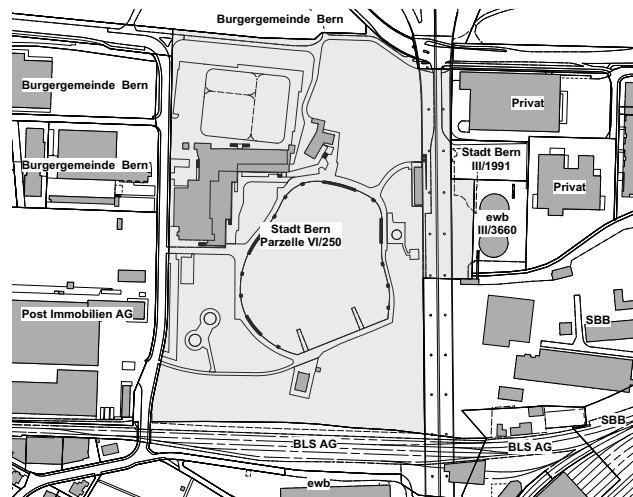 Burgergemeinde Bern
Burgergemeinde Bern
Privat
Stadt Bern
III/1991
Burgergemeinde Bern
Privat
ewb
III/3660
Stadt Bern
Parzelle VI/250
Post Immobilien AG
SBB
SBB
BLS AG
BLS AG
ewb